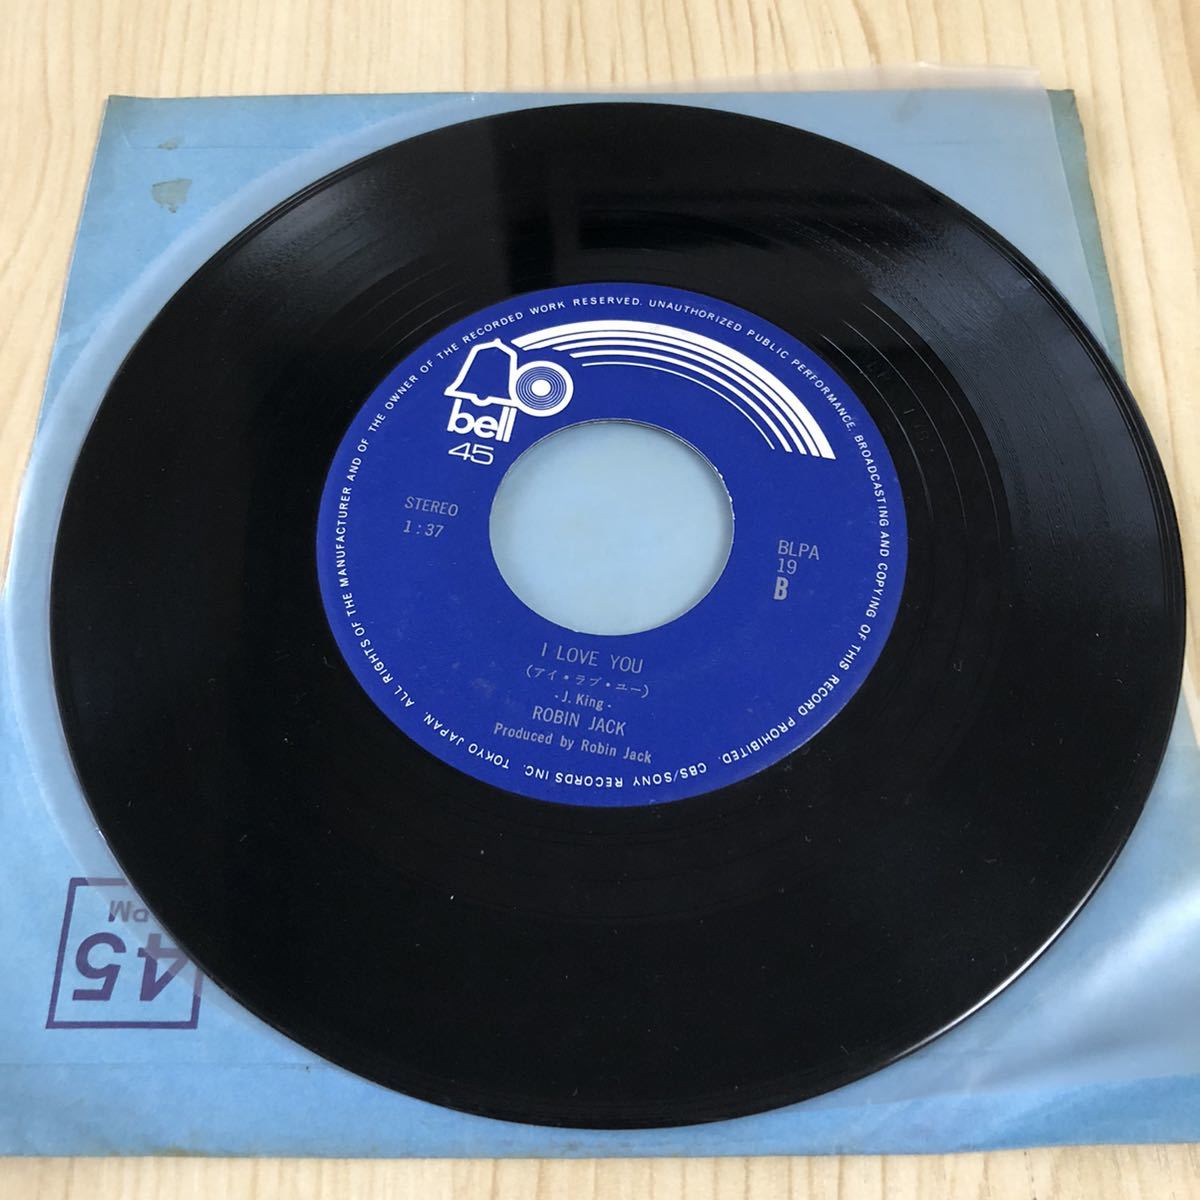 ALL RIGHTS OF THE MANUFACTURER AND OF THE OWNER OF THE RECORDED WORK RESERVED. UNAUTHORIZED PUBLIC PERFORMANCE, BROADCASTING AND COPYING OF THIS RECORD PROHIBITED. CBS/SONY RECORDS INC. TOKYO JAPAN.
bell
45
STEREO
1:37
BLPA
19
B
I LOVE YOU
(アイ・ラブ・ユー)
- J. King -
ROBIN JACK
Produced by Robin Jack
45